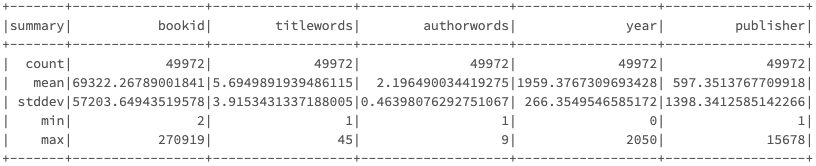 +-------+------------------+------------------+-------------------+------------------+------------------+
|summary|            bookid|        titlewords|        authorwords|              year|         publisher|
+-------+------------------+------------------+-------------------+------------------+------------------+
|  count|             49972|             49972|              49972|             49972|             49972|
|   mean|69322.26789001841|5.6949891939486115|  2.196490034419275|1959.3767309693428| 597.3513767709918|
| stddev|57203.64943519578|3.9153431337188005|0.46398076292751067| 266.3549546585172|1398.3412585142266|
|    min|                 2|                 1|                  1|                 0|                 1|
|    max|            270919|                45|                  9|              2050|             15678|
+-------+------------------+------------------+-------------------+------------------+------------------+